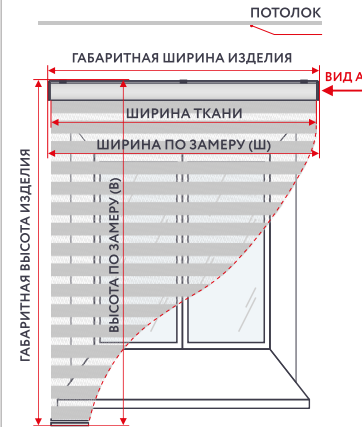 ПОТОЛОК
ГАБАРИТНАЯ ШИРИНА ИЗДЕЛИЯ
ВИД А
ШИРИНА ТКАНИ
ШИРИНА ПО ЗАМЕРУ (Ш)
ГАБАРИТНАЯ ВЫСОТА ИЗДЕЛИЯ
ВЫСОТА ПО ЗАМЕРУ (В)